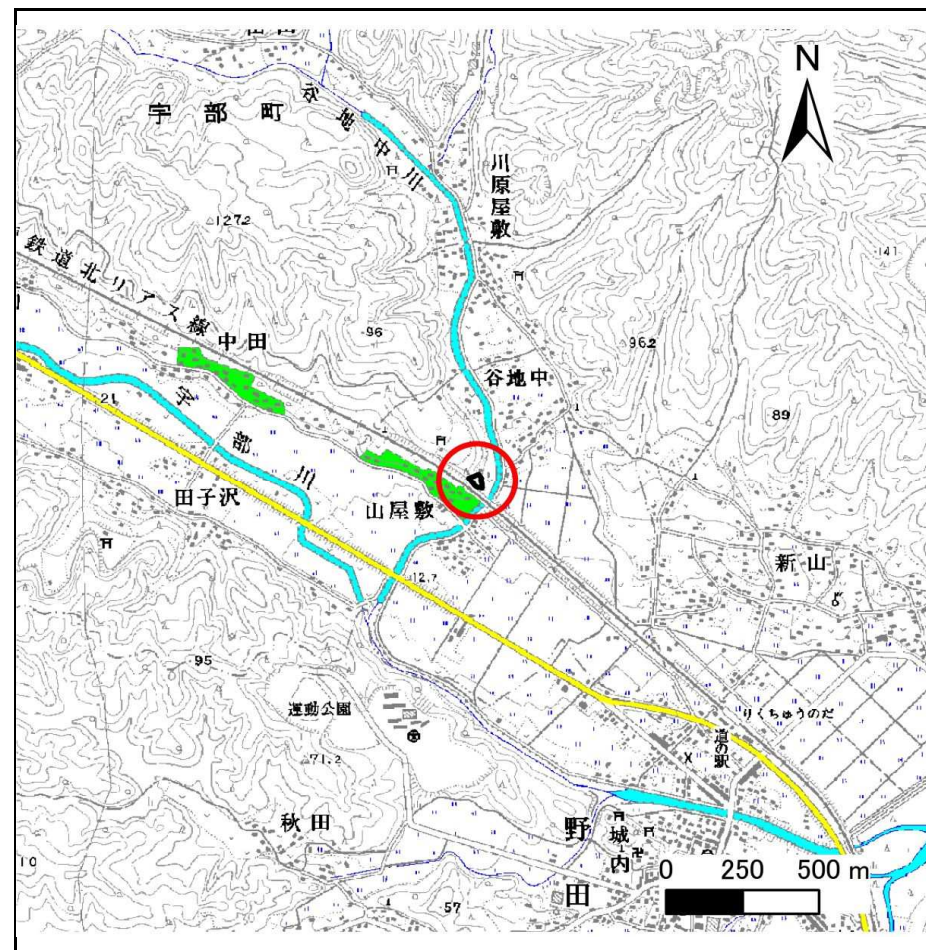 N
宇部町
谷地中川
川原屋敷
127.2
141
鉄道北リアス線
中田
96
96.2
谷地中
89
21
宇部川
田子沢
山屋敷
新山
12.7
95
運動公園
りくちゅうのだ
道の駅
71.2
秋田
野田
城内
57
0 250 500 m